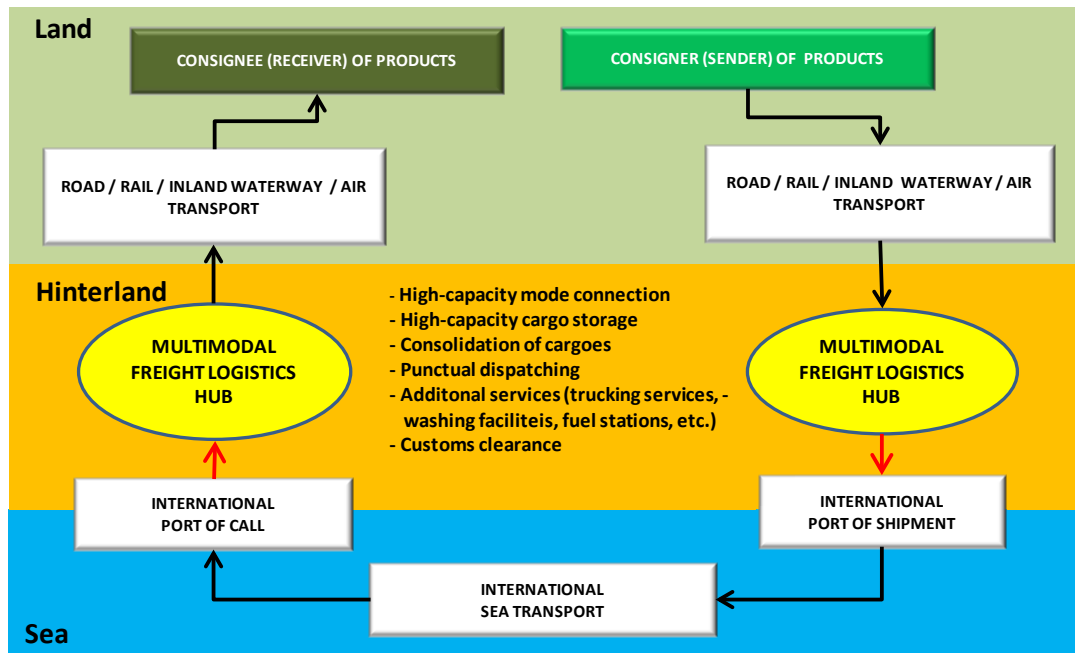 Land
CONSIGNEE (RECEIVER) OF PRODUCTS
CONSIGNER (SENDER) OF PRODUCTS
ROAD / RAIL / INLAND WATERWAY / AIR
TRANSPORT
ROAD / RAIL / INLAND WATERWAY / AIR
TRANSPORT
Hinterland
MULTIMODAL
FREIGHT LOGISTICS
HUB
- High-capacity mode connection
- High-capacity cargo storage
- Consolidation of cargoes
- Punctual dispatching
- Additonal services (trucking services, -
washing faciliteis, fuel stations, etc.)
- Customs clearance
MULTIMODAL
FREIGHT LOGISTICS
HUB
INTERNATIONAL
PORT OF CALL
INTERNATIONAL
PORT OF SHIPMENT
INTERNATIONAL
SEA TRANSPORT
Sea